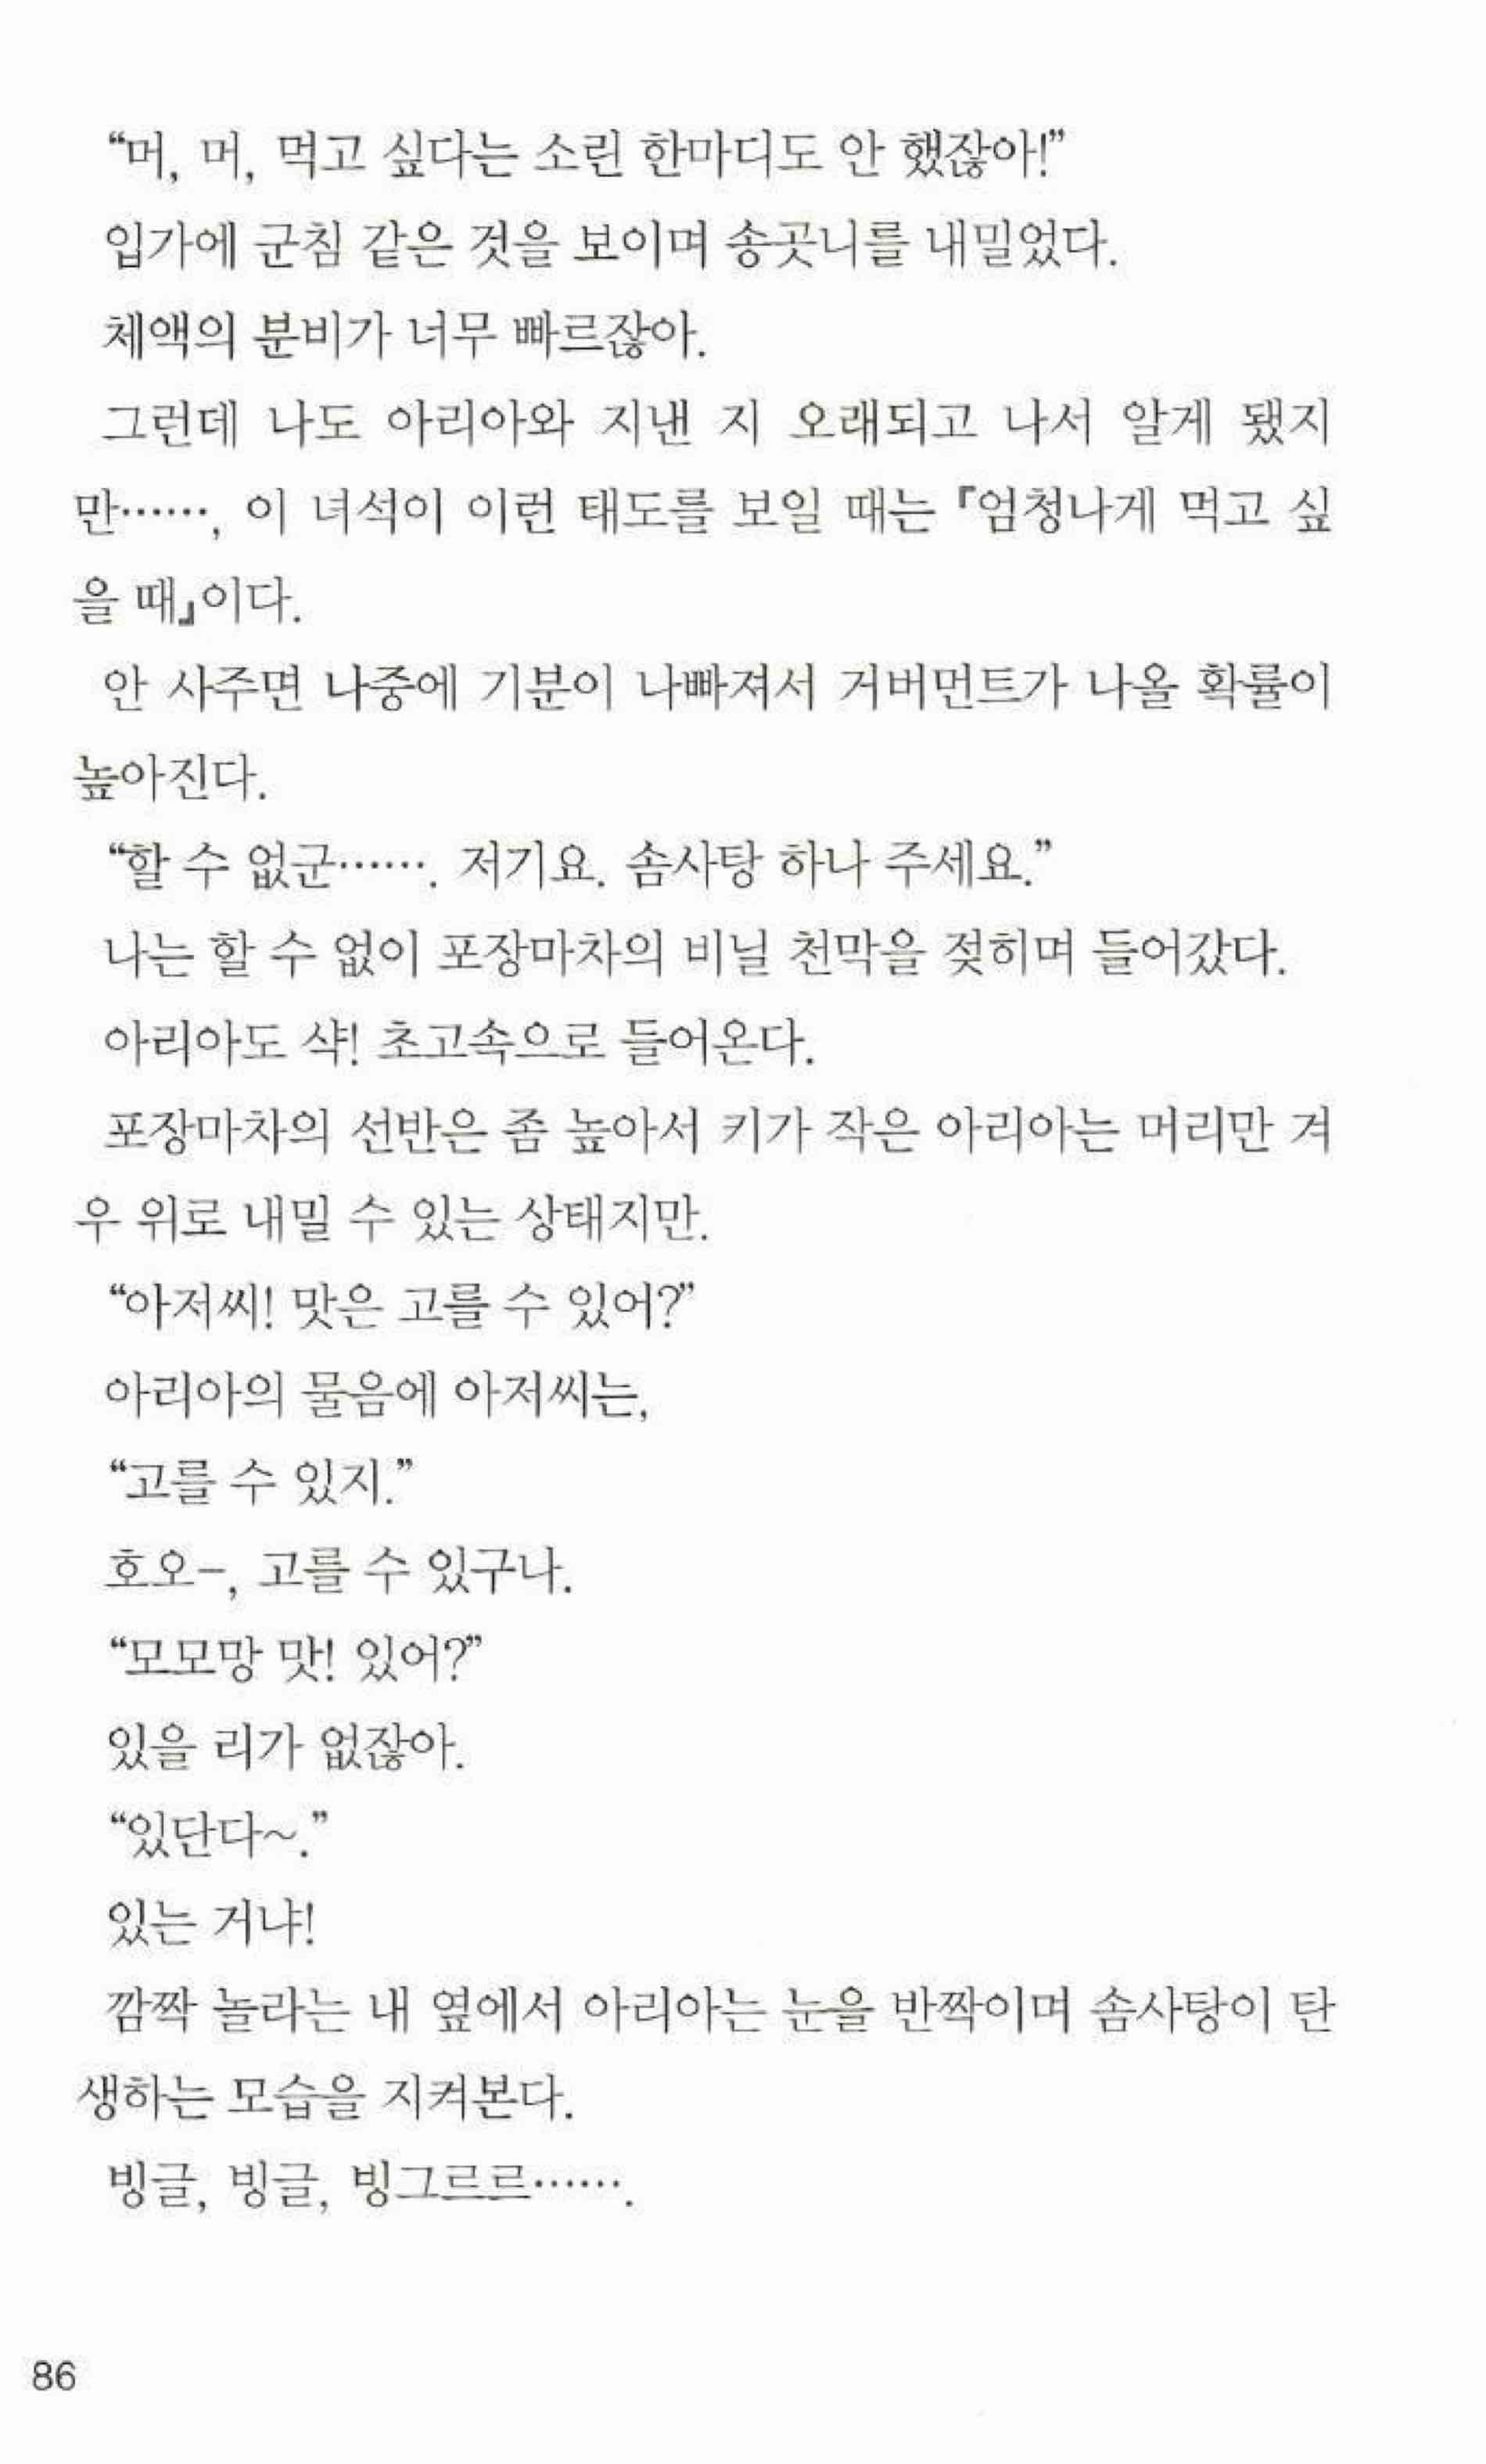 “머, 머, 먹고 싶다는 소린 한마디도 안 했잖아!”
입가에 군침 같은 것을 보이며 송곳니를 내밀었다.
체액의 분비가 너무 빠르잖아.
그런데 나도 아리아와 지낸 지 오래되고 나서 알게 됐지
만……, 이 녀석이 이런 태도를 보일 때는 『엄청나게 먹고 싶
을 때』이다.
안 사주면 나중에 기분이 나빠져서 거버먼트가 나올 확률이
높아진다.
“할 수 없군……. 저기요. 솜사탕 하나 주세요.”
나는 할 수 없이 포장마차의 비닐 천막을 젖히며 들어갔다.
아리아도 샥! 초고속으로 들어온다.
포장마차의 선반은 좀 높아서 키가 작은 아리아는 머리만 겨
우 위로 내밀 수 있는 상태지만.
“아저씨! 맛은 고를 수 있어?”
아리아의 물음에 아저씨는,
“고를 수 있지.”
호오-, 고를 수 있구나.
“모모망 맛! 있어?”
있을 리가 없잖아.
“있단다~.”
있는 거냐!
깜짝 놀라는 내 옆에서 아리아는 눈을 반짝이며 솜사탕이 탄
생하는 모습을 지켜본다.
빙글, 빙글, 빙그르르…….
86